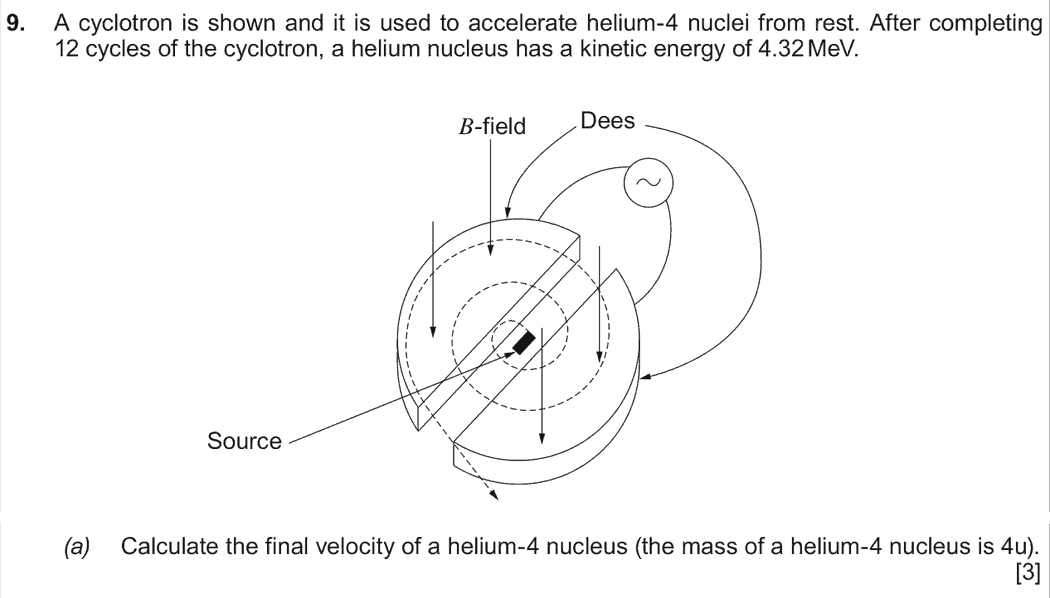 9. A cyclotron is shown and it is used to accelerate helium-4 nuclei from rest. After completing
12 cycles of the cyclotron, a helium nucleus has a kinetic energy of 4.32 MeV.
B-field
Dees
Source
(a) Calculate the final velocity of a helium-4 nucleus (the mass of a helium-4 nucleus is 4u).
[3]